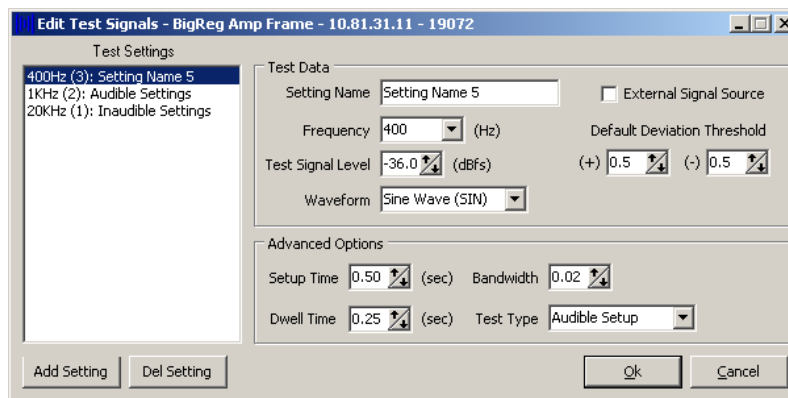 Edit Test Signals - BigReg Amp Frame - 10.81.31.11 - 19072
Test Settings
400Hz (3): Setting Name 5
1KHz (2): Audible Settings
20KHz (1): Inaudible Settings
Test Data
Setting Name Setting Name 5 External Signal Source
Frequency 400 (Hz) Default Deviation Threshold
Test Signal Level -36.0 (dBfs) (+) 0.5 (-) 0.5
Waveform Sine Wave (SIN)
Advanced Options
Setup Time 0.50 (sec) Bandwidth 0.02
Dwell Time 0.25 (sec) Test Type Audible Setup
Add Setting Del Setting Ok Cancel